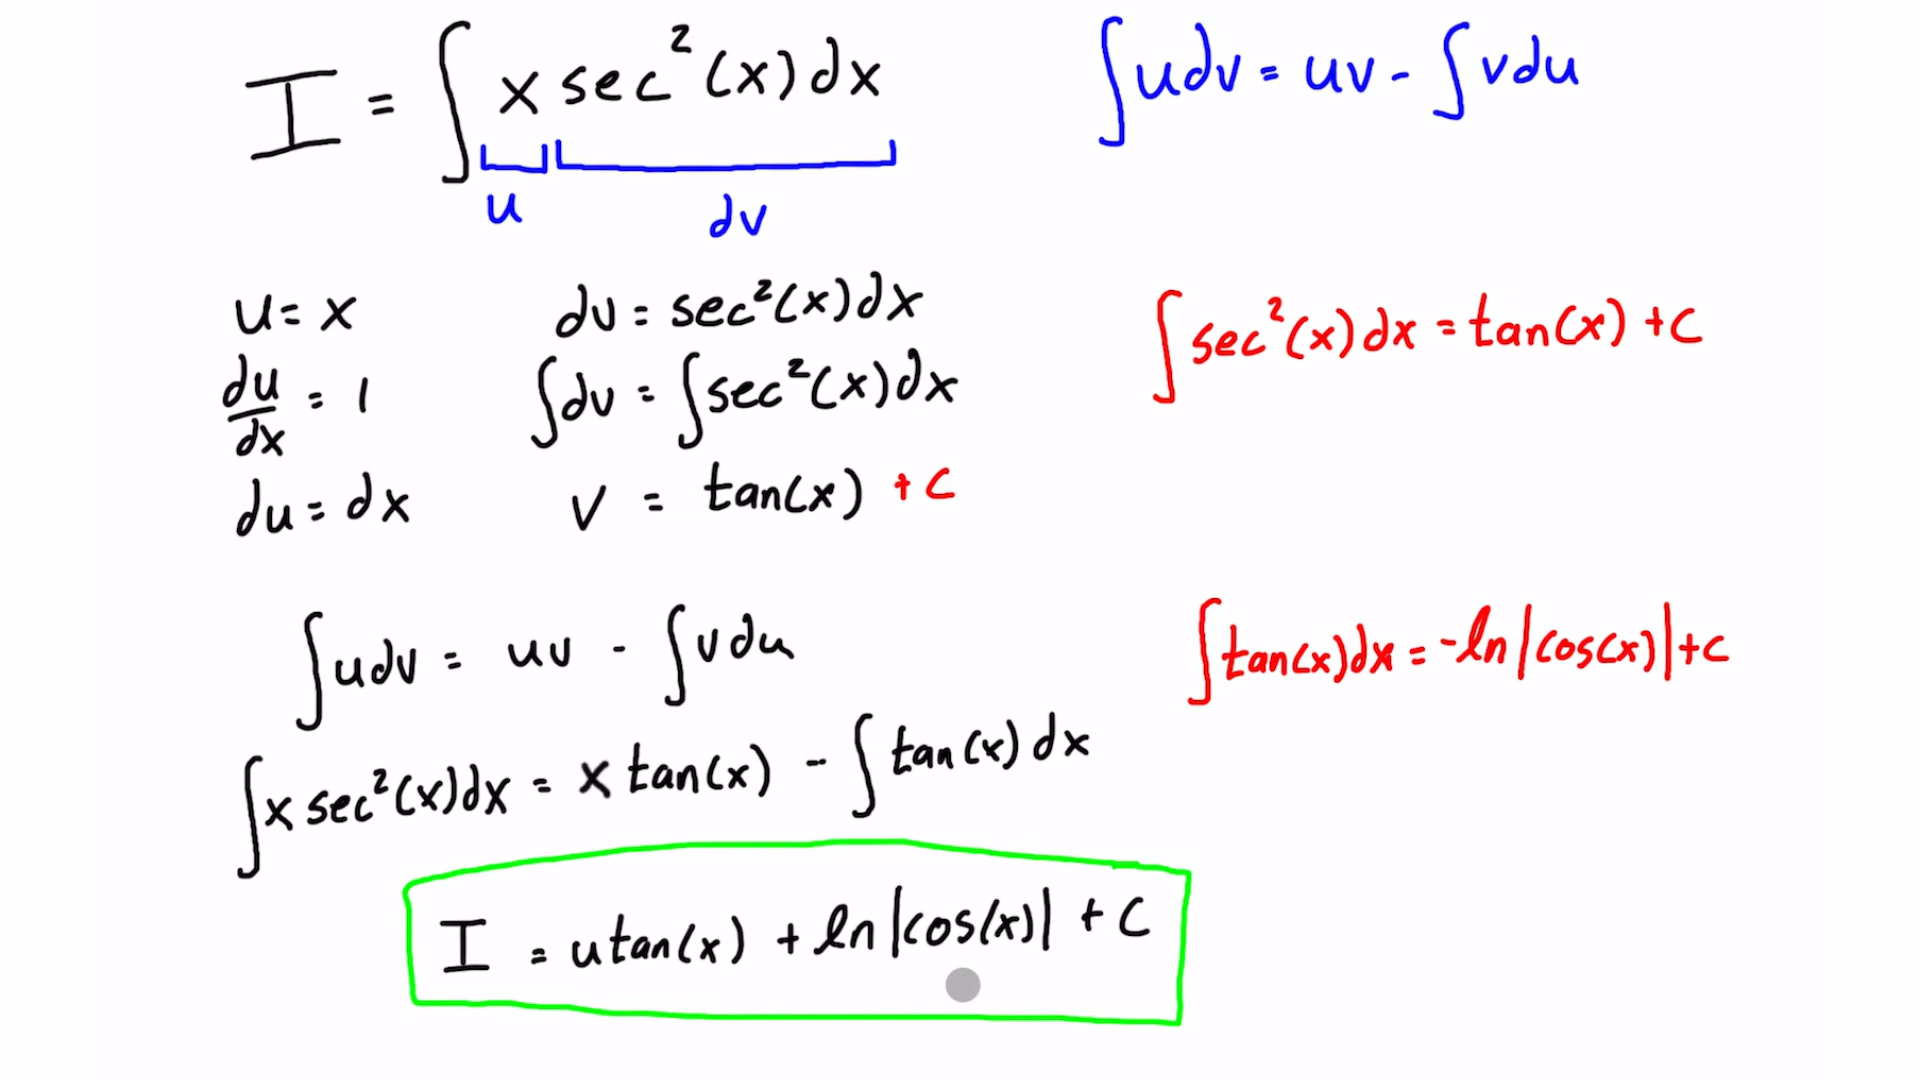 I = ∫ x sec²(x) dx
∫ u dv = uv - ∫ v du
u
dv
u = x
dv = sec²(x) dx
∫ sec²(x) dx = tan(x) + C
du/dx = 1
∫ dv = ∫ sec²(x) dx
du = dx
v = tan(x) + C
∫ u dv = uv - ∫ v du
∫ tan(x) dx = -ln|cos(x)| + C
∫ x sec²(x) dx = x tan(x) - ∫ tan(x) dx
I = u tan(x) + ln|cos(x)| + C